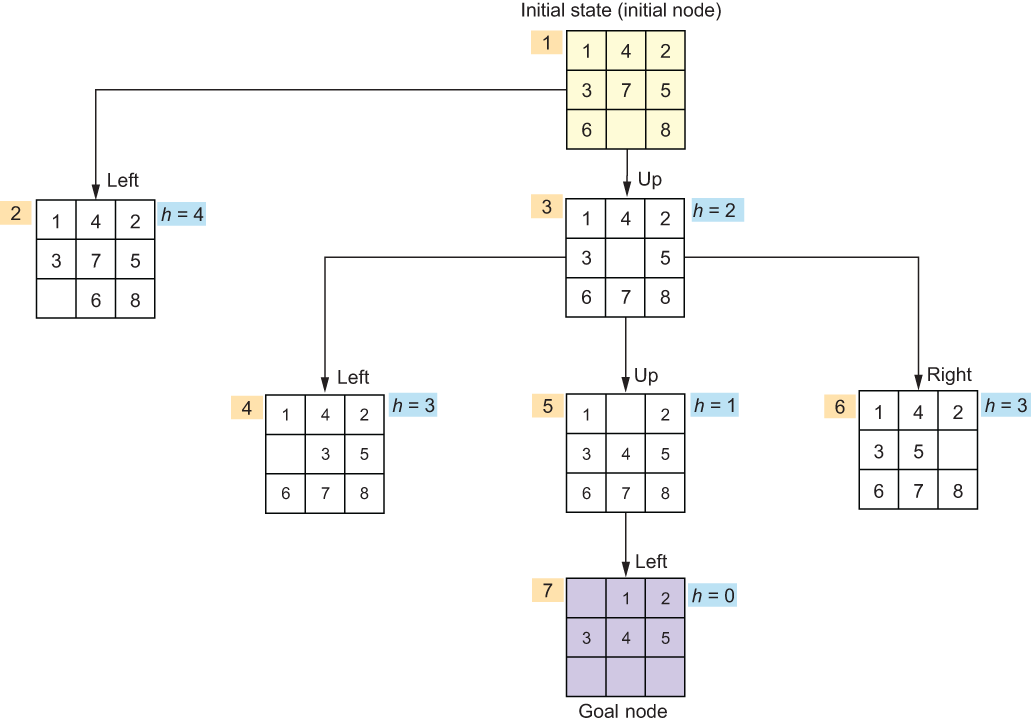 Initial state (initial node)
1
1 4 2
3 7 5
6 8
Left
2
h = 4
1 4 2
3 7 5
6 8
Up
3
h = 2
1 4 2
3 5
6 7 8
Left
4
h = 3
1 4 2
3 5
6 7 8
Up
5
h = 1
1 2
3 4 5
6 7 8
Right
6
h = 3
1 4 2
3 5
6 7 8
Left
7
h = 0
1 2
3 4 5
Goal node